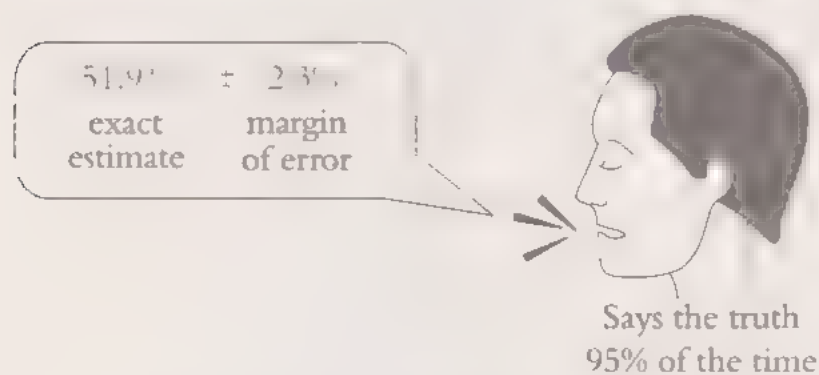 ±
exact margin
estimate of error
Says the truth
95% of the time